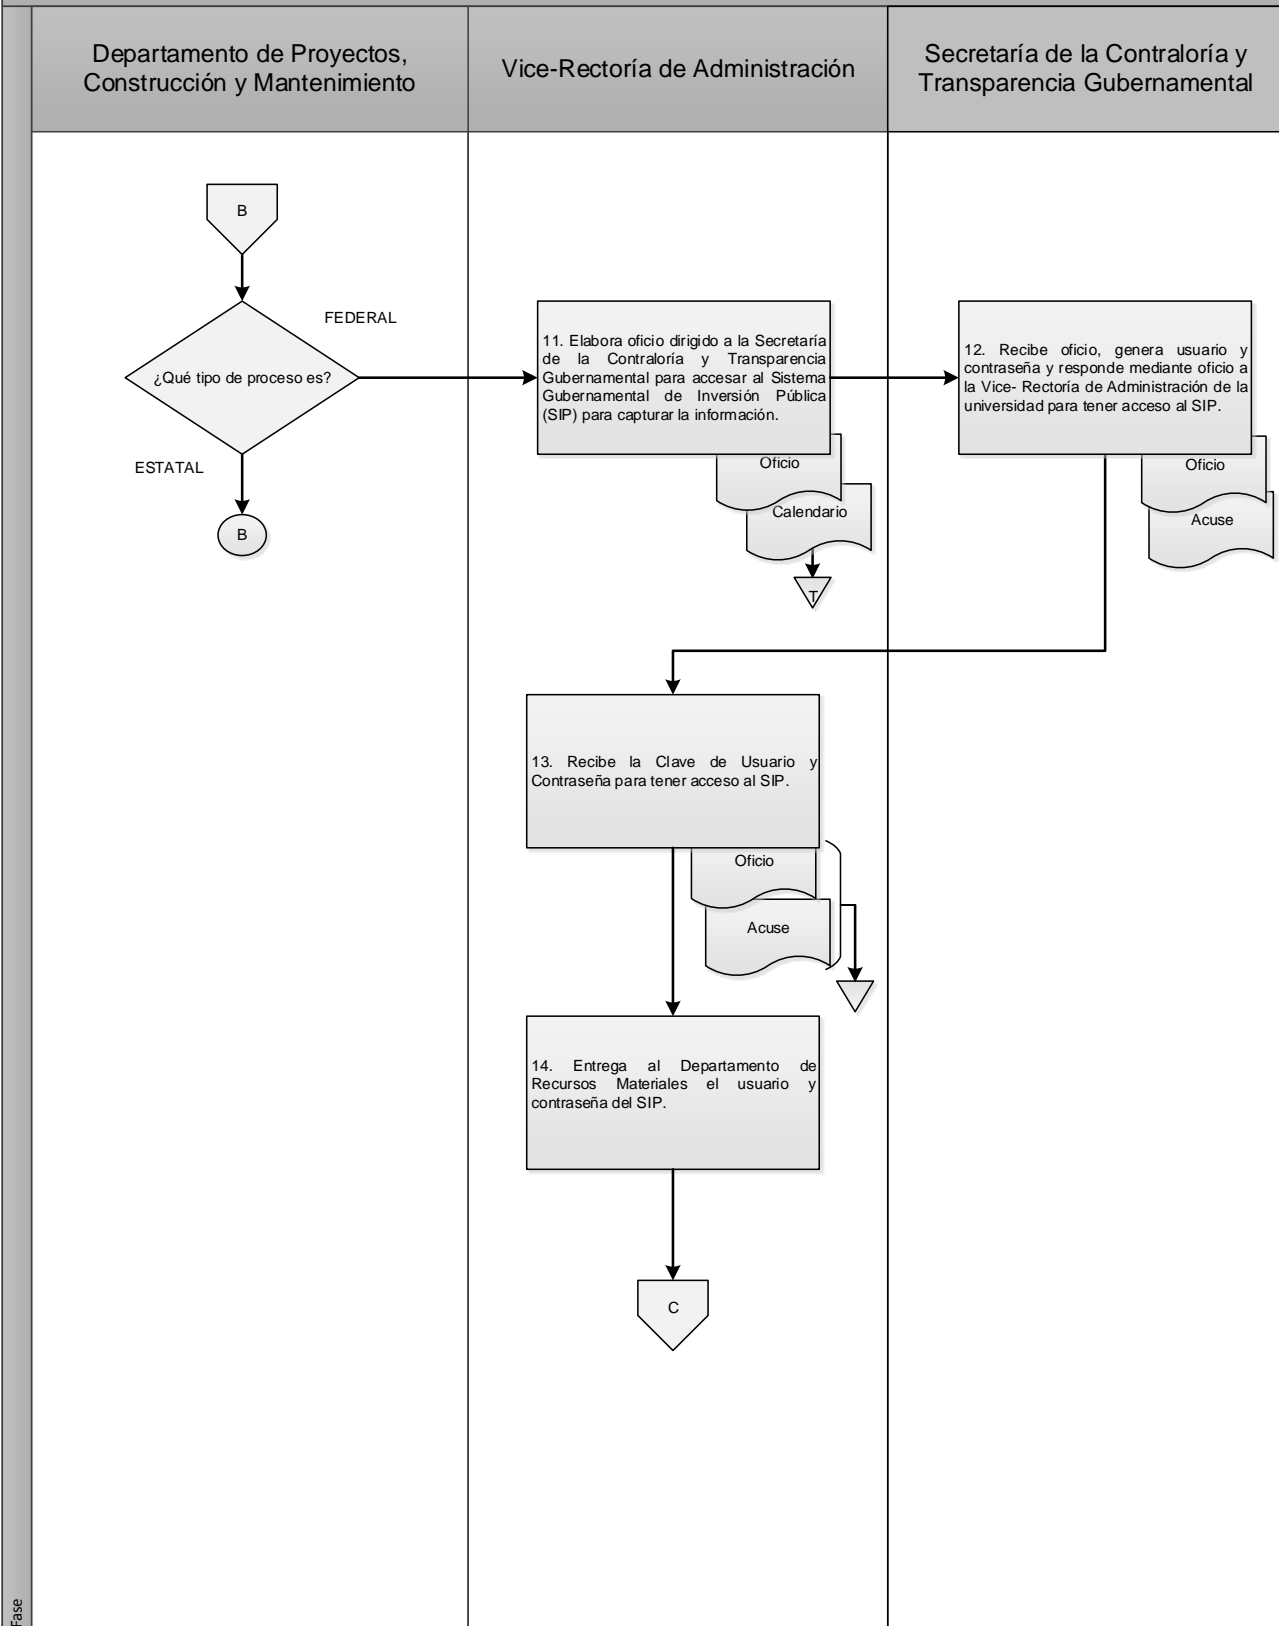 Departamento de Proyectos,
Construcción y Mantenimiento
Vice-Rectoría de Administración
Secretaría de la Contraloría y
Transparencia Gubernamental
B
¿Qué tipo de proceso es?
FEDERAL
ESTATAL
B
11. Elabora oficio dirigido a la Secretaría
de la Contraloría y Transparencia
Gubernamental para accesar al Sistema
Gubernamental de Inversión Pública
(SIP) para capturar la información.
Oficio
Calendario
T
12. Recibe oficio, genera usuario y
contraseña y responde mediante oficio a
la Vice- Rectoría de Administración de la
universidad para tener acceso al SIP.
Oficio
Acuse
13. Recibe la Clave de Usuario y
Contraseña para tener acceso al SIP.
Oficio
Acuse
14. Entrega al Departamento de
Recursos Materiales el usuario y
contraseña del SIP.
C
Fase